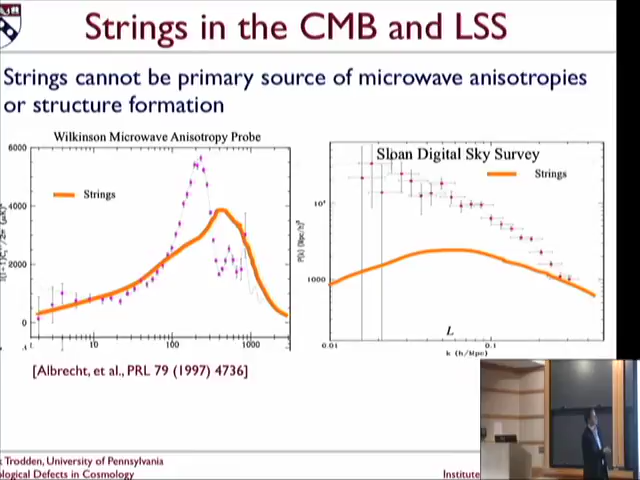 Strings in the CMB and LSS
Strings cannot be primary source of microwave anisotropies
or structure formation
Wilkinson Microwave Anisotropy Probe
6000
4000
2000
0
Strings
10
100
1000
Sloan Digital Sky Survey
Strings
1000
L
0.01
0.1
k (h/Mpc)
[Albrecht, et al., PRL 79 (1997) 4736]
Trodden, University of Pennsylvania
ological Defects in Cosmology
Institute